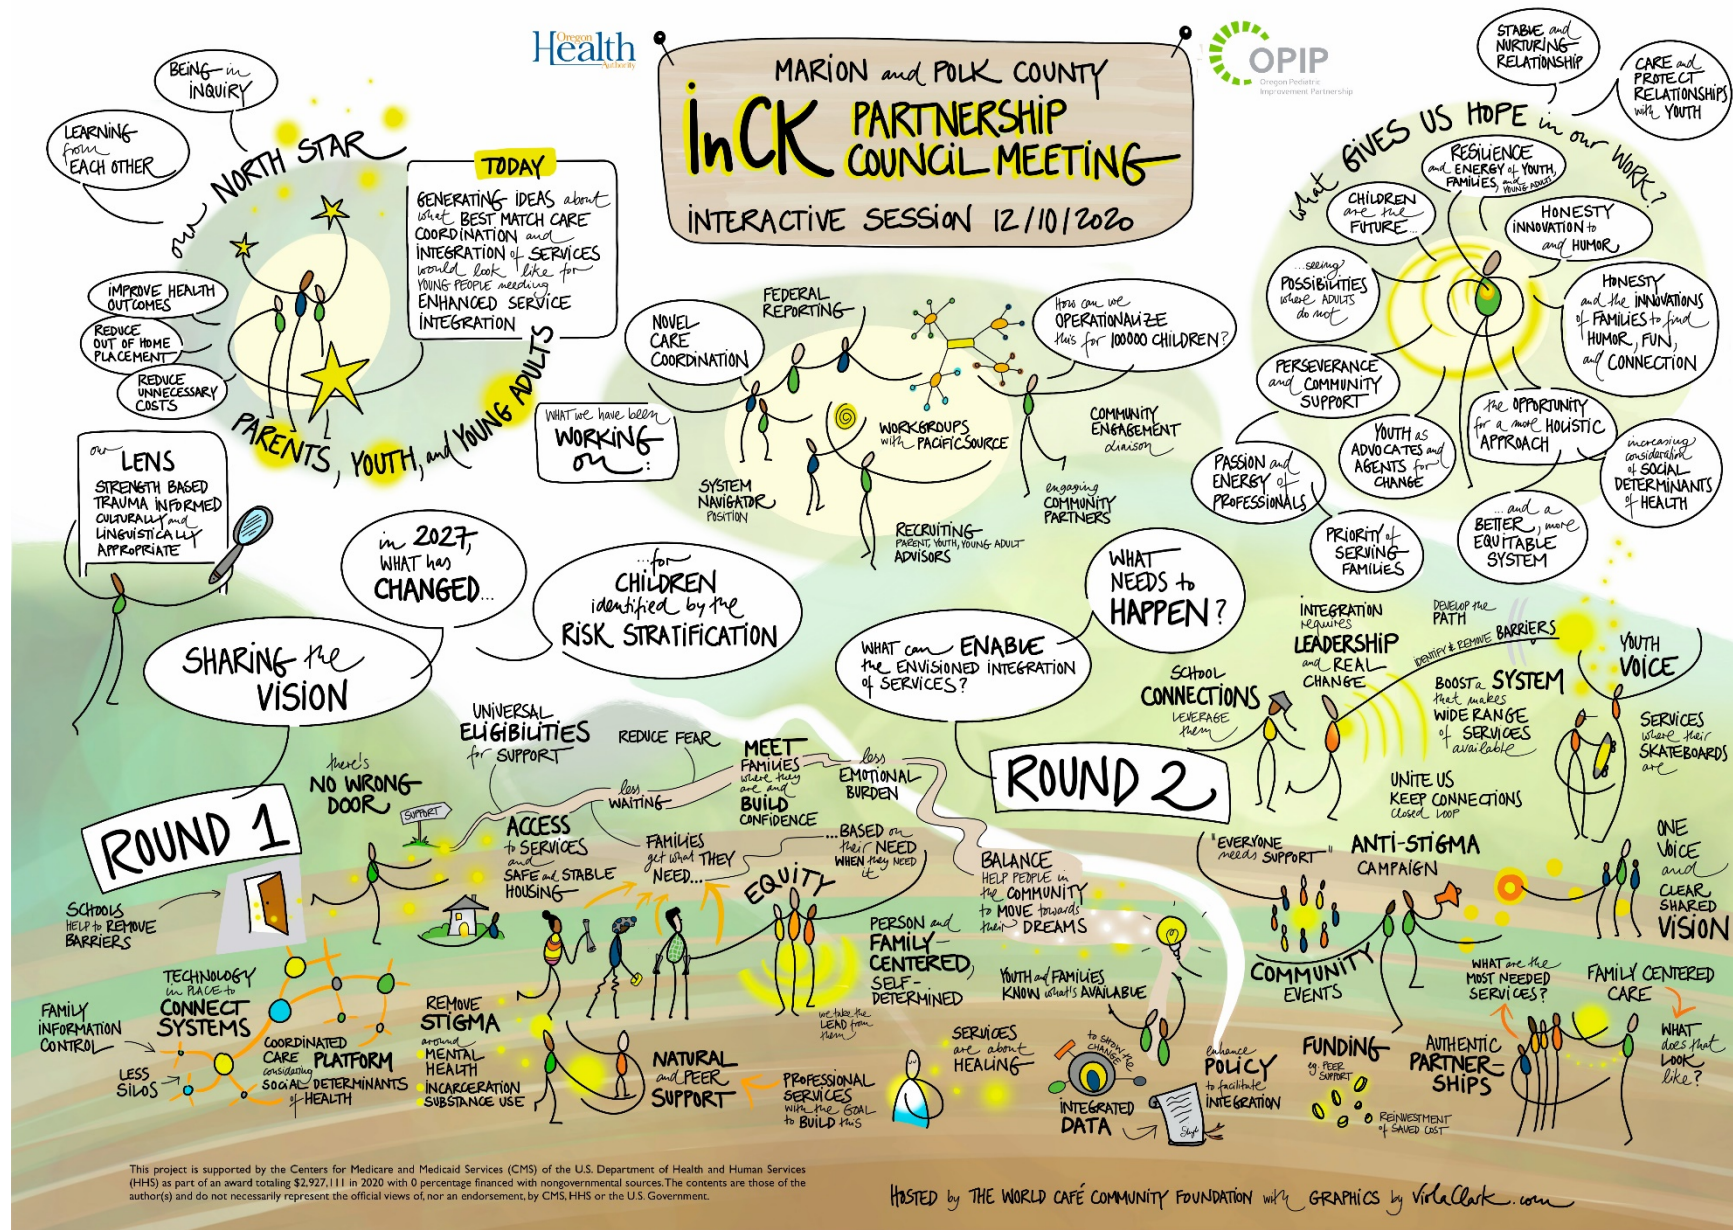 Oregon
Health
Authority
MARION and POLK COUNTY
InCK PARTNERSHIP
COUNCIL MEETING
INTERACTIVE SESSION 12/10/2020
OPIP
Oregon Pediatric
Improvement Partnership
BEING in
INQUIRY
LEARNING
from
EACH OTHER
our NORTH STAR
IMPROVE HEALTH
OUTCOMES
REDUCE
OUT OF HOME
PLACEMENT
REDUCE
UNNECESSARY
COSTS
PARENTS, YOUTH, and YOUNG ADULTS
TODAY
GENERATING IDEAS about
what BEST MATCH CARE
COORDINATION and
INTEGRATION of SERVICES
would look like for
YOUNG PEOPLE needing
ENHANCED SERVICE
INTEGRATION
our
LENS
STRENGTH BASED
TRAUMA INFORMED
CULTURALLY and
LINGUISTICALLY
APPROPRIATE
WHAT we have been
WORKING
on:
NOVEL
CARE
COORDINATION
FEDERAL
REPORTING
How can we
OPERATIONALIZE
this for 100000 CHILDREN?
WORKGROUPS
with PACIFICSOURCE
COMMUNITY
ENGAGEMENT
liaison
SYSTEM
NAVIGATOR
POSITION
RECRUITING
PARENT, YOUTH, YOUNG ADULT
ADVISORS
engaging
COMMUNITY
PARTNERS
what GIVES US HOPE in our WORK?
STABLE and
NURTURING
RELATIONSHIP
CARE and
PROTECT
RELATIONSHIPS
with YOUTH
RESILIENCE
and ENERGY of YOUTH,
FAMILIES, and
YOUNG ADULTS
CHILDREN
are the
FUTURE...
HONESTY
INNOVATION to
and HUMOR
...seeing
POSSIBILITIES
where ADULTS
do not
HONESTY
and the INNOVATIONS
of FAMILIES to find
HUMOR, FUN,
and CONNECTION
PERSEVERANCE
and COMMUNITY
SUPPORT
the OPPORTUNITY
for a more HOLISTIC
APPROACH
YOUTH as
ADVOCATES and
AGENTS for
CHANGE
increasing
consideration
of SOCIAL
DETERMINANTS
of HEALTH
PASSION and
ENERGY of
PROFESSIONALS
PRIORITY of
SERVING
FAMILIES
...and a
BETTER, more
EQUITABLE
SYSTEM
SHARING the
VISION
in 2027,
WHAT has
CHANGED...
...for
CHILDREN
identified by the
RISK STRATIFICATION
ROUND 1
there's
NO WRONG
DOOR
UNIVERSAL
ELIGIBILITIES
for SUPPORT
REDUCE FEAR
less
WAITING
SUPPORT
MEET
FAMILIES
where they
are and
BUILD
CONFIDENCE
less
EMOTIONAL
BURDEN
ACCESS
to SERVICES
and
SAFE and STABLE
HOUSING
FAMILIES
get what THEY
NEED...
...BASED on
their NEED
WHEN they NEED
it
EQUITY
SCHOOLS
HELP to REMOVE
BARRIERS
TECHNOLOGY
in PLACE to
CONNECT
SYSTEMS
FAMILY
INFORMATION
CONTROL
LESS
SILOS
COORDINATED
CARE PLATFORM
considering
SOCIAL DETERMINANTS
of HEALTH
REMOVE
STIGMA
around
MENTAL
HEALTH
INCARCERATION
SUBSTANCE USE
NATURAL
and PEER
SUPPORT
PROFESSIONAL
SERVICES
with the GOAL
to BUILD this
PERSON and
FAMILY-
CENTERED,
SELF-
DETERMINED
we take the
LEAD from
them
BALANCE
HELP PEOPLE in
the COMMUNITY
to MOVE towards
their DREAMS
YOUTH and FAMILIES
KNOW what's AVAILABLE
SERVICES
are about
HEALING
WHAT
NEEDS to
HAPPEN?
WHAT can ENABLE
the ENVISIONED INTEGRATION
of SERVICES?
ROUND 2
SCHOOL
CONNECTIONS
LEVERAGE
them
INTEGRATION
requires
LEADERSHIP
and REAL
CHANGE
DEVELOP the
PATH
IDENTIFY & REMOVE BARRIERS
BOOST a SYSTEM
that makes
WIDE RANGE
of SERVICES
available
YOUTH
VOICE
SERVICES
where their
SKATEBOARDS
are
UNITE US
KEEP CONNECTIONS
closed LOOP
"EVERYONE
needs SUPPORT"
ANTI-STIGMA
CAMPAIGN
ONE
VOICE
and
CLEAR
SHARED
VISION
COMMUNITY
EVENTS
WHAT are the
MOST NEEDED
SERVICES?
FAMILY CENTERED
CARE
WHAT
does that
LOOK
like?
to SHOW the
CHANGE
INTEGRATED
DATA
enhance
POLICY
to facilitate
INTEGRATION
FUNDING
eg. PEER
SUPPORT
REINVESTMENT
of SAVED COST
AUTHENTIC
PARTNER-
SHIPS
This project is supported by the Centers for Medicare and Medicaid Services (CMS) of the U.S. Department of Health and Human Services
(HHS) as part of an award totaling $2,927,111 in 2020 with 0 percentage financed with nongovernmental sources. The contents are those of the
author(s) and do not necessarily represent the official views of, nor an endorsement, by CMS, HHS or the U.S. Government.
HOSTED by THE WORLD CAFÉ COMMUNITY FOUNDATION with GRAPHICS by ViolaClark.com